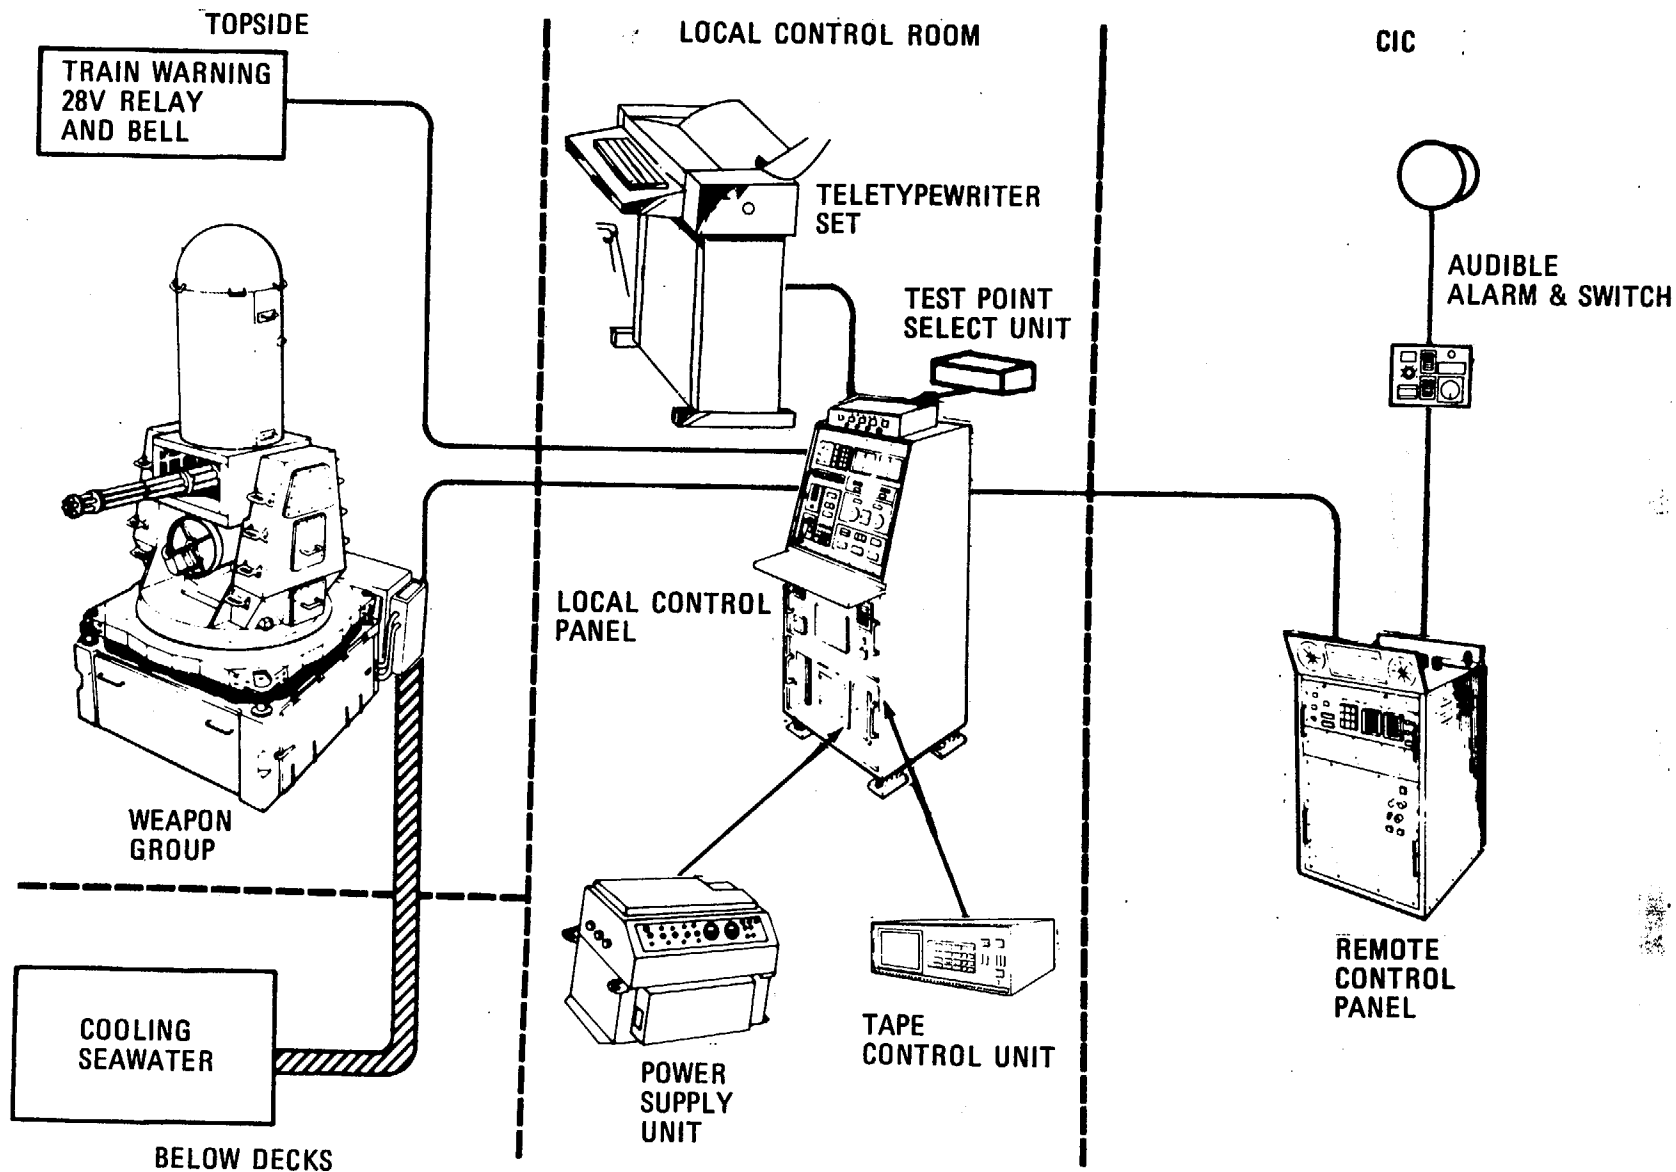 TOPSIDE
TRAIN WARNING
28V RELAY
AND BELL
WEAPON
GROUP
COOLING
SEAWATER
BELOW DECKS
LOCAL CONTROL ROOM
TELETYPEWRITER
SET
TEST POINT
SELECT UNIT
LOCAL CONTROL
PANEL
POWER
SUPPLY
UNIT
TAPE
CONTROL UNIT
CIC
AUDIBLE
ALARM & SWITCH
REMOTE
CONTROL
PANEL